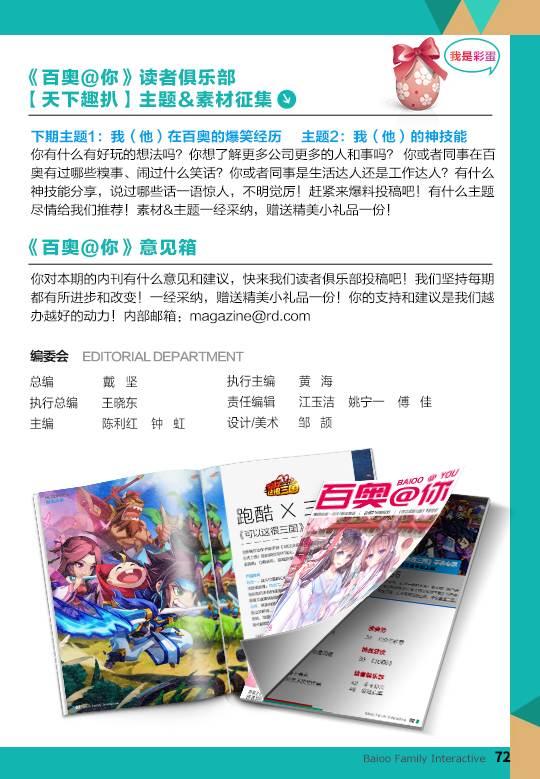 我是彩蛋
《百奥@你》读者俱乐部
【天下趣扒】主题&素材征集
下期主题1：我（他）在百奥的爆笑经历 主题2：我（他）的神技能
你有什么有好玩的想法吗？你想了解更多公司更多的人和事吗？ 你或者同事在百
奥有过哪些糗事、闹过什么笑话？你或者同事是生活达人还是工作达人？有什么
神技能分享，说过哪些话一语惊人，不明觉厉！赶紧来爆料投稿吧！有什么主题
尽情给我们推荐！素材&主题一经采纳，赠送精美小礼品一份！
《百奥@你》意见箱
你对本期的内刊有什么意见和建议，快来我们读者俱乐部投稿吧！我们坚持每期
都有所进步和改变！一经采纳，赠送精美小礼品一份！你的支持和建议是我们越
办越好的动力！内部邮箱：magazine@rd.com
编委会 EDITORIAL DEPARTMENT
总编 戴 坚 执行主编 黄 海
执行总编 王晓东 责任编辑 江玉洁 姚宁一 傅 佳
主编 陈利红 钟 虹 设计/美术 邹 颉
BAIOO @ YOU
百奥@你
跑酷 × 三
《可以这很三国》
Baioo Family Interactive 72